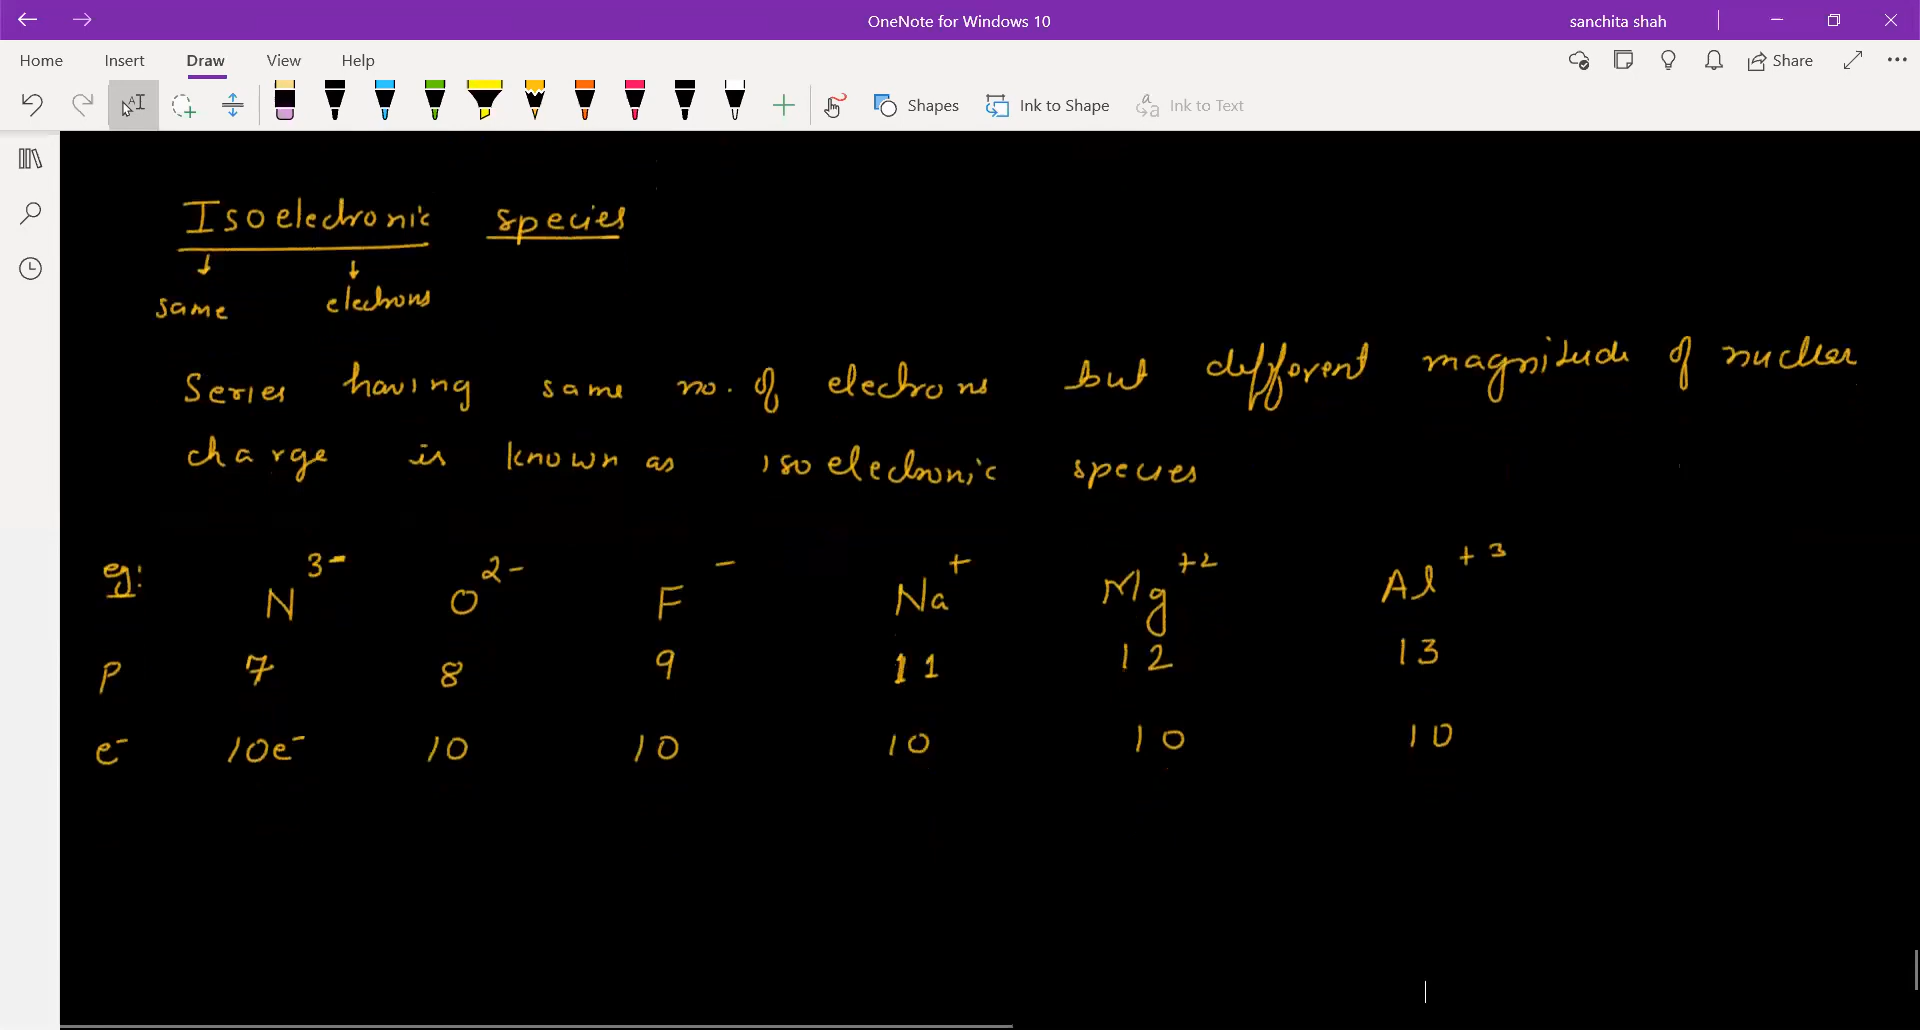 OneNote for Windows 10
sanchita shah
Home Insert Draw View Help
Share
Shapes Ink to Shape Ink to Text
Isoelectronic species
same electrons
Series having same no. of electrons but different magnitude of nuclear
charge is known as isoelectronic species
eg: N³⁻ O²⁻ F⁻ Na⁺ Mg⁺² Al⁺³
P 7 8 9 11 12 13
e⁻ 10e⁻ 10 10 10 10 10